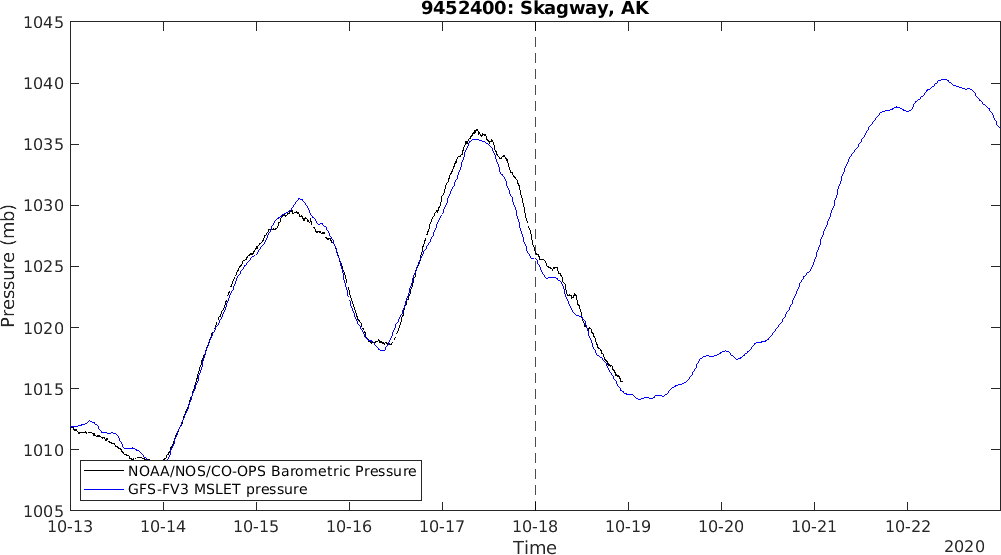 9452400: Skagway, AK
1045
1040
1035
1030
1025
1020
1015
1010
1005
Pressure (mb)
NOAA/NOS/CO-OPS Barometric Pressure
GFS-FV3 MSLET pressure
10-13 10-14 10-15 10-16 10-17 10-18 10-19 10-20 10-21 10-22
Time
2020